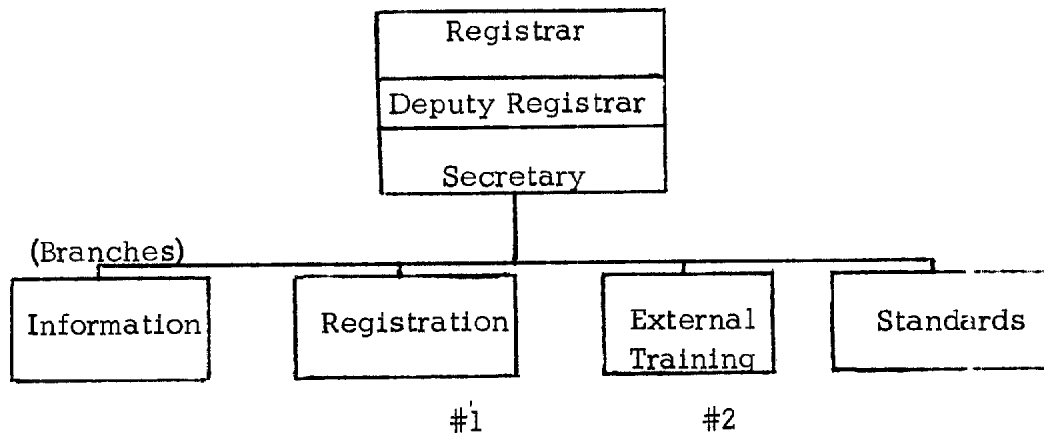 Registrar
Deputy Registrar
Secretary
(Branches)
Information
Registration
External
Training
Standards
#1
#2